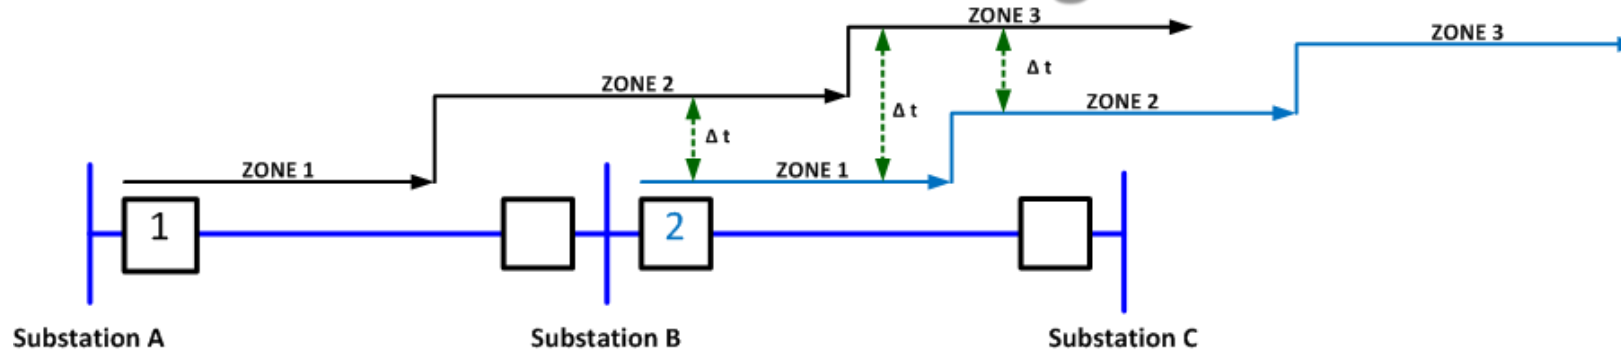 ZONE 3
ZONE 3
ZONE 2
Δ t
ZONE 2
Δ t
Δ t
ZONE 1
ZONE 1
1
2
Substation A
Substation B
Substation C